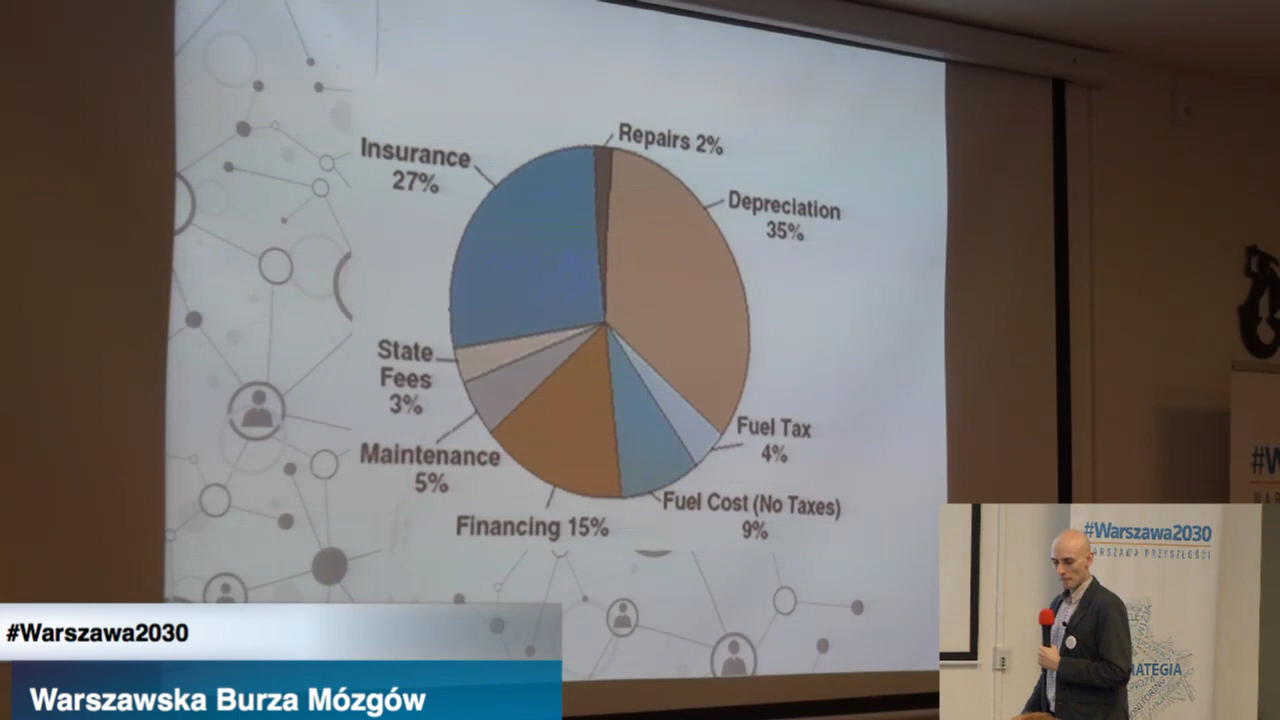 Repairs 2%
Insurance
27%
Depreciation
35%
State
Fees
3%
Fuel Tax
4%
Maintenance
5%
Fuel Cost (No Taxes)
9%
Financing 15%
#Warszawa2030
Warszawska Burza Mózgów
#Warszawa2030
WARSZAWA PRZYSZŁOŚCI